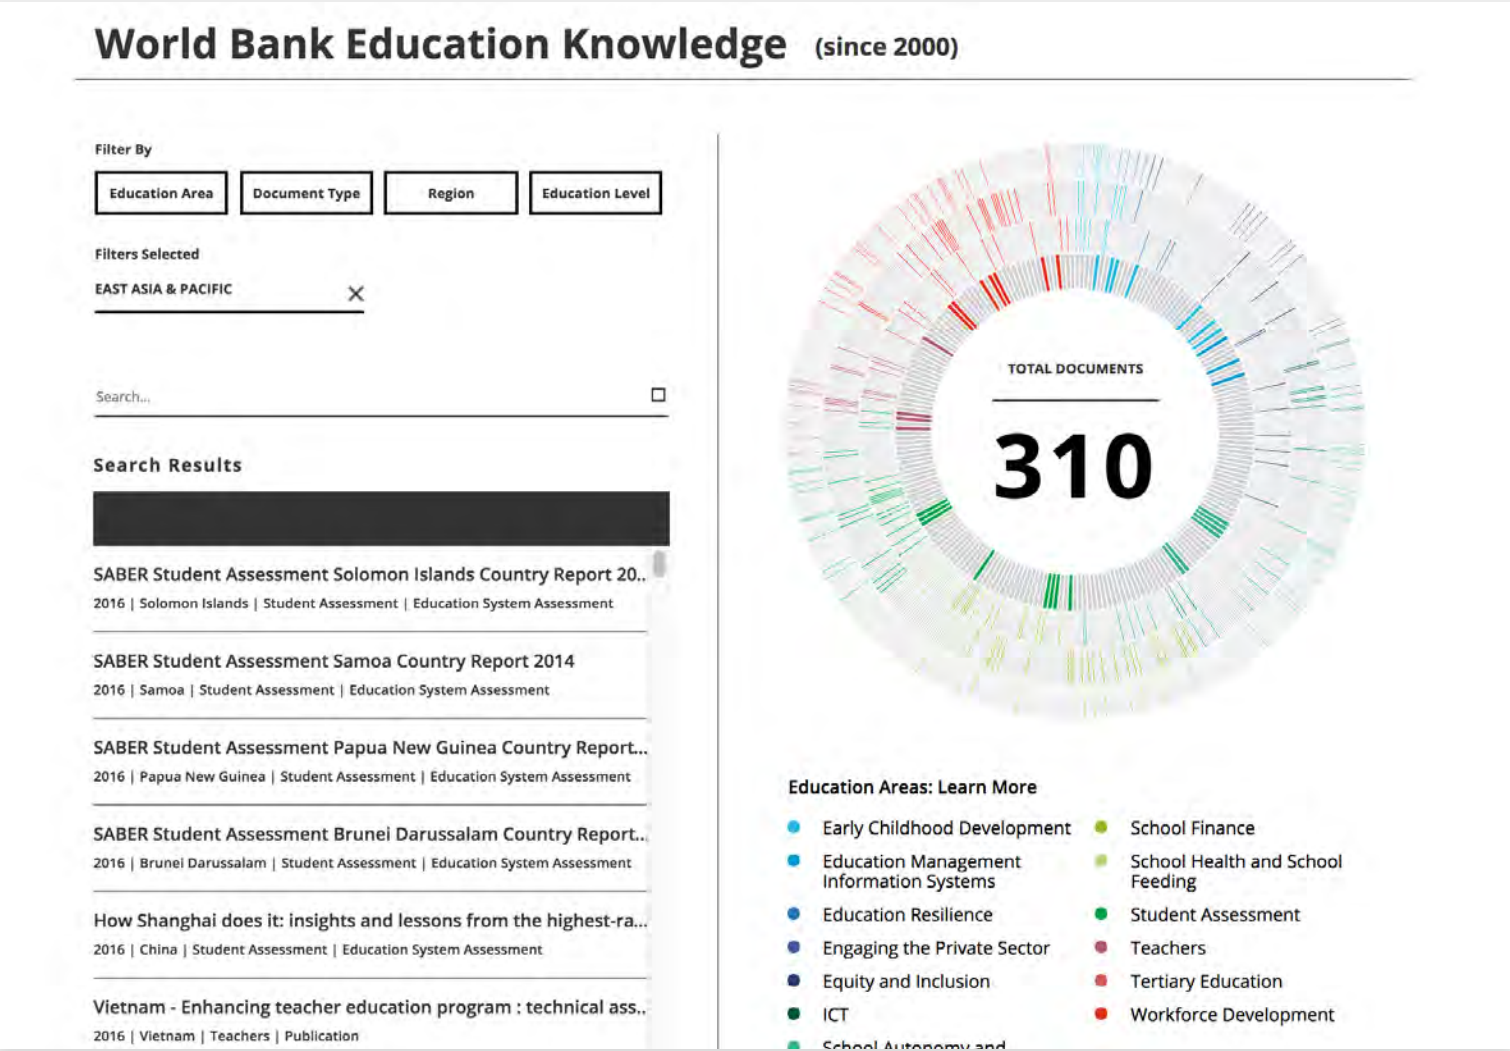 World Bank Education Knowledge (since 2000)
Filter By
Education Area
Document Type
Region
Education Level
Filters Selected
EAST ASIA & PACIFIC
Search...
Search Results
SABER Student Assessment Solomon Islands Country Report 20..
2016 | Solomon Islands | Student Assessment | Education System Assessment
SABER Student Assessment Samoa Country Report 2014
2016 | Samoa | Student Assessment | Education System Assessment
SABER Student Assessment Papua New Guinea Country Report...
2016 | Papua New Guinea | Student Assessment | Education System Assessment
SABER Student Assessment Brunei Darussalam Country Report..
2016 | Brunei Darussalam | Student Assessment | Education System Assessment
How Shanghai does it: insights and lessons from the highest-ra...
2016 | China | Student Assessment | Education System Assessment
Vietnam - Enhancing teacher education program : technical ass..
2016 | Vietnam | Teachers | Publication
TOTAL DOCUMENTS
310
Education Areas: Learn More
Early Childhood Development
Education Management
Information Systems
Education Resilience
Engaging the Private Sector
Equity and Inclusion
ICT
School Autonomy and
School Finance
School Health and School
Feeding
Student Assessment
Teachers
Tertiary Education
Workforce Development